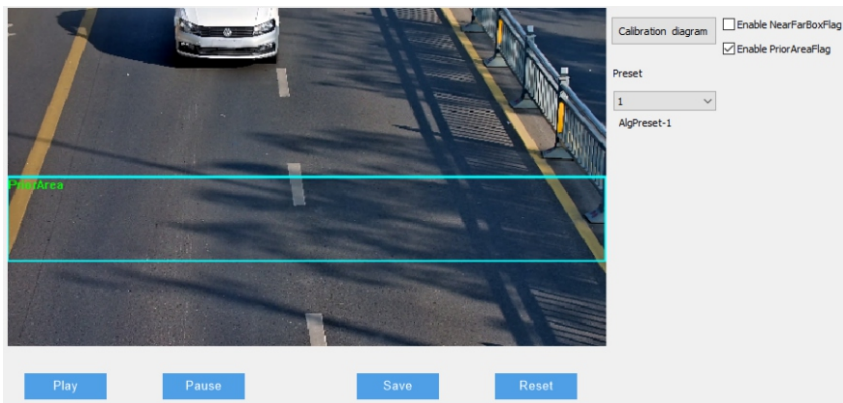 Calibration diagram
Enable NearFarBoxFlag
Enable PriorAreaFlag
Preset
1
AlgPreset-1
PriorArea
Play
Pause
Save
Reset